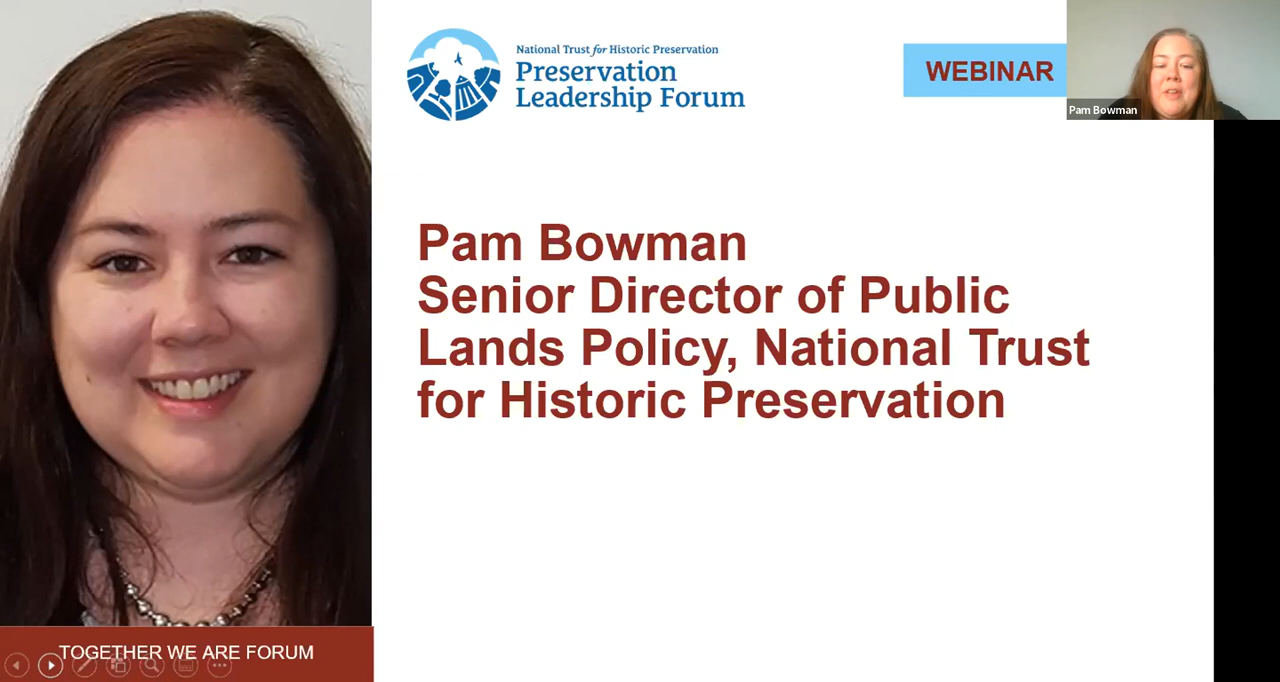 National Trust for Historic Preservation
Preservation
Leadership Forum
WEBINAR
Pam Bowman
Pam Bowman
Senior Director of Public
Lands Policy, National Trust
for Historic Preservation
TOGETHER WE ARE FORUM